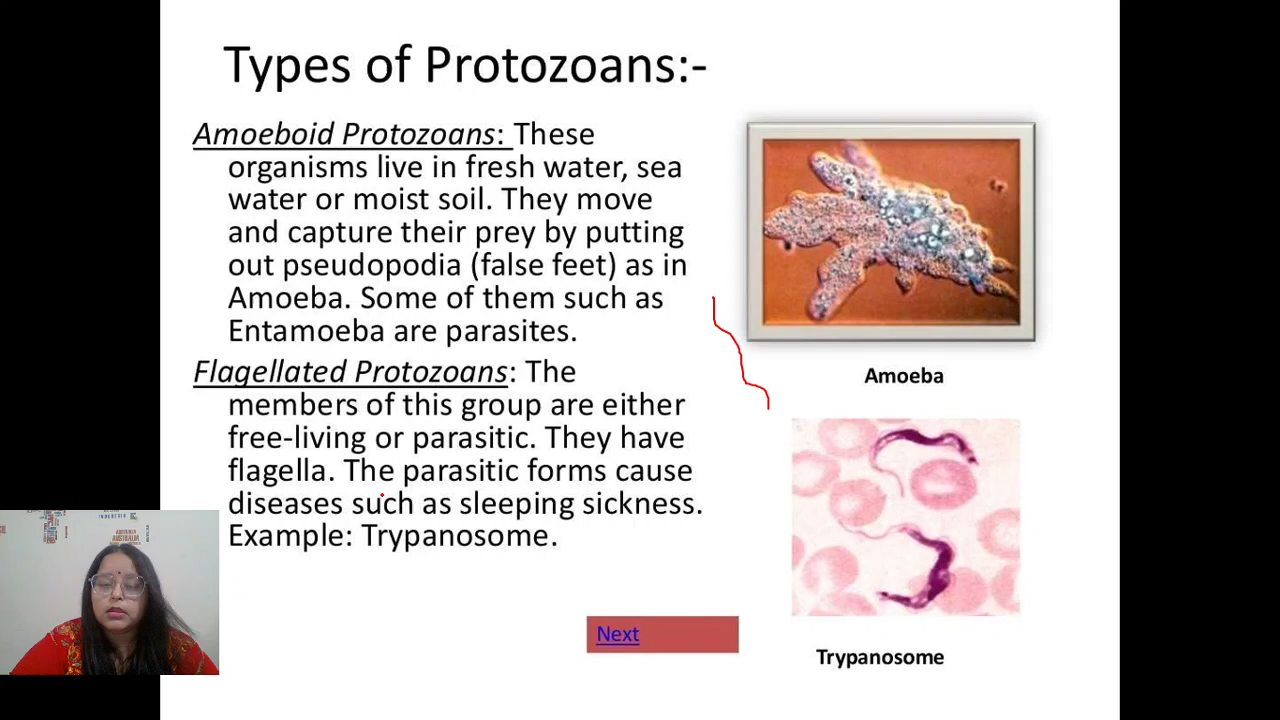 Types of Protozoans:-
Amoeboid Protozoans: These
organisms live in fresh water, sea
water or moist soil. They move
and capture their prey by putting
out pseudopodia (false feet) as in
Amoeba. Some of them such as
Entamoeba are parasites.
Flagellated Protozoans: The
members of this group are either
free-living or parasitic. They have
flagella. The parasitic forms cause
diseases such as sleeping sickness.
Example: Trypanosome.
Amoeba
Trypanosome
Next